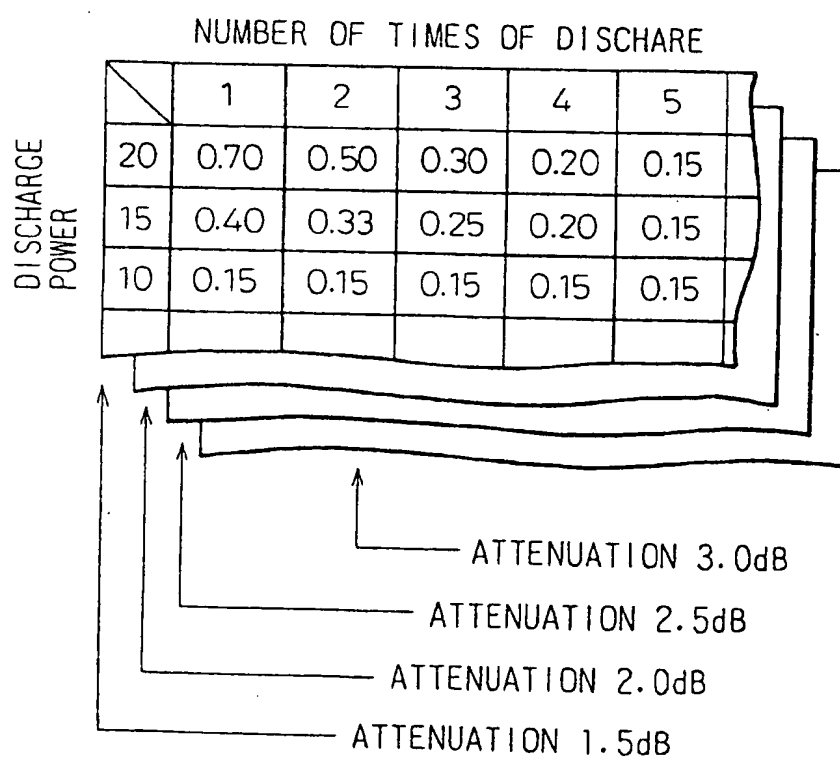 NUMBER OF TIMES OF DISCHARE
1 2 3 4 5
DISCHARGE
POWER
20 0.70 0.50 0.30 0.20 0.15
15 0.40 0.33 0.25 0.20 0.15
10 0.15 0.15 0.15 0.15 0.15
ATTENUATION 3.0dB
ATTENUATION 2.5dB
ATTENUATION 2.0dB
ATTENUATION 1.5dB